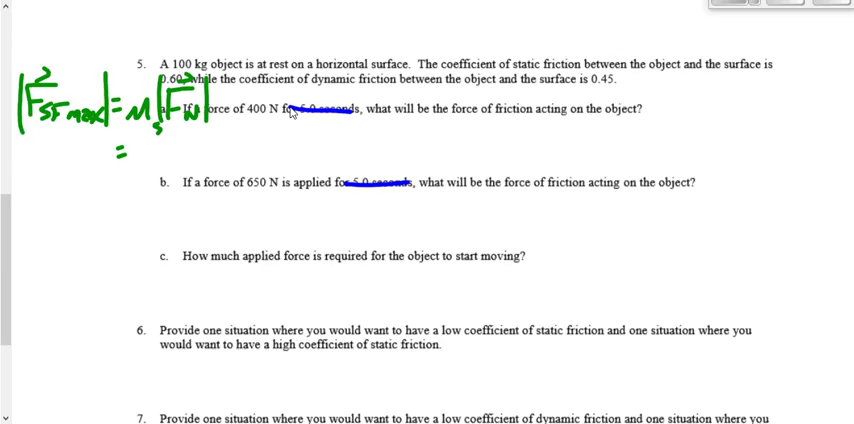 5. A 100 kg object is at rest on a horizontal surface. The coefficient of static friction between the object and the surface is
0.60, while the coefficient of dynamic friction between the object and the surface is 0.45.
If force of 400 N for 5.0 seconds, what will be the force of friction acting on the object?
|F⃗SFmax| = μs|F⃗N|
=
b. If a force of 650 N is applied for 5.0 seconds, what will be the force of friction acting on the object?
c. How much applied force is required for the object to start moving?
6. Provide one situation where you would want to have a low coefficient of static friction and one situation where you
would want to have a high coefficient of static friction.
7. Provide one situation where you would want to have a low coefficient of dynamic friction and one situation where you